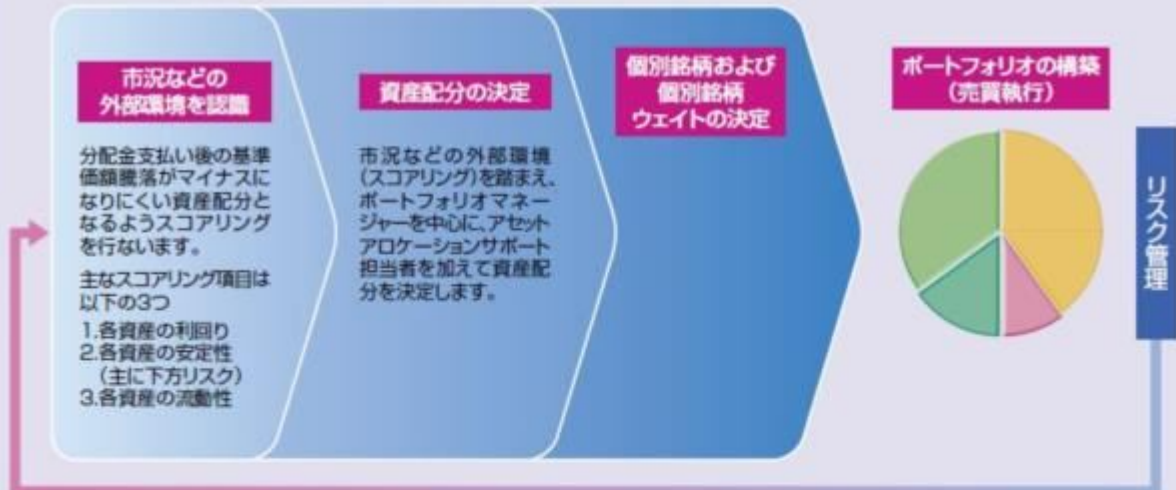 市況などの
外部環境を認識
分配金支払い後の基準
価額騰落がマイナスに
なりにくい資産配分と
なるようスコアリング
を行ないます。
主なスコアリング項目は
以下の3つ
1.各資産の利回り
2.各資産の安定性
（主に下方リスク）
3.各資産の流動性
資産配分の決定
市況などの外部環境
（スコアリング）を踏まえ、
ポートフォリオマネー
ジャーを中心に、アセット
アロケーションサポート
担当者を加えて資産配
分を決定します。
個別銘柄および
個別銘柄
ウェイトの決定
ポートフォリオの構築
（売買執行）
リスク管理